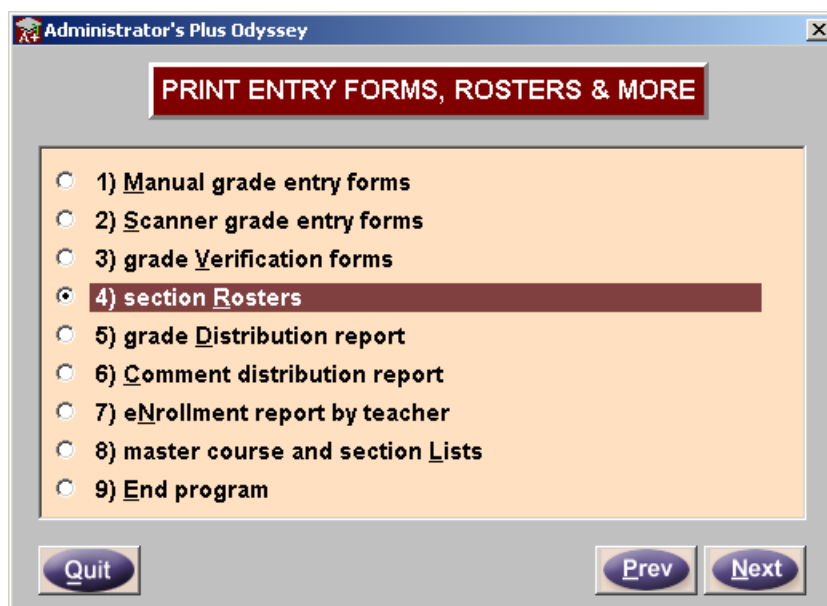 Administrator's Plus Odyssey
PRINT ENTRY FORMS, ROSTERS & MORE
1) Manual grade entry forms
2) Scanner grade entry forms
3) grade Verification forms
4) section Rosters
5) grade Distribution report
6) Comment distribution report
7) eNrollment report by teacher
8) master course and section Lists
9) End program
Quit
Prev
Next